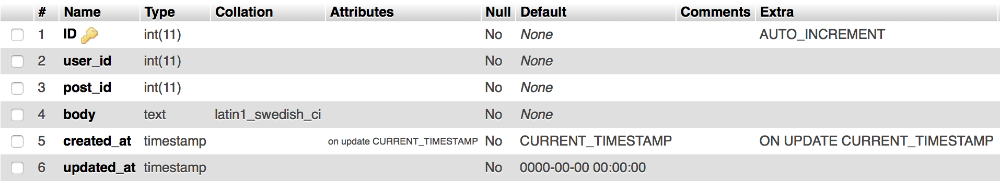 # Name Type Collation Attributes Null Default Comments Extra
1 ID int(11) No None AUTO_INCREMENT
2 user_id int(11) No None
3 post_id int(11) No None
4 body text latin1_swedish_ci No None
5 created_at timestamp on update CURRENT_TIMESTAMP No CURRENT_TIMESTAMP ON UPDATE CURRENT_TIMESTAMP
6 updated_at timestamp No 0000-00-00 00:00:00